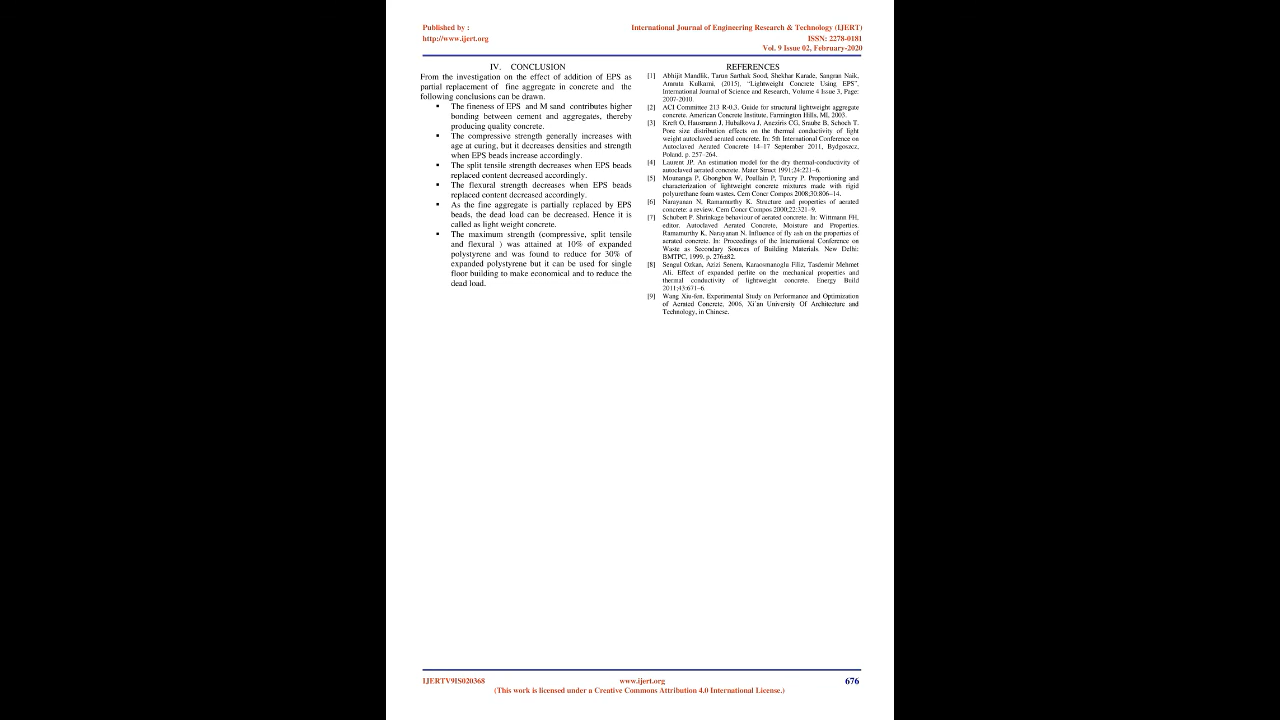 Published by :
http://www.ijert.org
International Journal of Engineering Research & Technology (IJERT)
ISSN: 2278-0181
Vol. 9 Issue 02, February-2020
IV. CONCLUSION
From the investigation on the effect of addition of EPS as
partial replacement of fine aggregate in concrete and the
following conclusions can be drawn.
▪ The fineness of EPS and M sand contributes higher
bonding between cement and aggregates, thereby
producing quality concrete.
▪ The compressive strength generally increases with
age at curing, but it decreases densities and strength
when EPS beads increase accordingly.
▪ The split tensile strength decreases when EPS beads
replaced content decreased accordingly.
▪ The flexural strength decreases when EPS beads
replaced content decreased accordingly.
▪ As the fine aggregate is partially replaced by EPS
beads, the dead load can be decreased. Hence it is
called as light weight concrete.
▪ The maximum strength (compressive, split tensile
and flexural ) was attained at 10% of expanded
polystyrene and was found to reduce for 30% of
expanded polystyrene but it can be used for single
floor building to make economical and to reduce the
dead load.
REFERENCES
[1] Abhijit Mandlik, Tarun Sarthak Sood, Shekhar Karade, Sangran Naik,
Amruta Kulkarni, (2015), “Lightweight Concrete Using EPS”,
International Journal of Science and Research, Volume 4 Issue 3, Page:
2007-2010.
[2] ACI Committee 213 R-0.3. Guide for structural lightweight aggregate
concrete. American Concrete Institute, Farmington Hills, MI, 2003.
[3] Kreft O, Hausmann J, Hubalkova J, Aneziris CG, Sraube B, Schoch T.
Pore size distribution effects on the thermal conductivity of light
weight autoclaved aerated concrete. In: 5th International Conference on
Autoclaved Aerated Concrete 14–17 September 2011, Bydgoszcz,
Poland. p. 257–264.
[4] Laurent JP. An estimation model for the dry thermal-conductivity of
autoclaved aerated concrete. Mater Struct 1991;24:221–6.
[5] Mounanga P, Gbongbon W, Poullain P, Turcry P. Proportioning and
characterization of lightweight concrete mixtures made with rigid
polyurethane foam wastes. Cem Concr Compos 2008;30:806–14.
[6] Narayanan N, Ramamurthy K. Structure and properties of aerated
concrete: a review. Cem Concr Compos 2000;22:321–9.
[7] Schubert P. Shrinkage behaviour of aerated concrete. In: Wittmann FH,
editor. Autoclaved Aerated Concrete, Moisture and Properties.
Ramamurthy K, Narayanan N. Influence of fly ash on the properties of
aerated concrete. In: Proceedings of the International Conference on
Waste as Secondary Sources of Building Materials. New Delhi:
BMTPC, 1999. p. 276±82.
[8] Sengul Ozkan, Azizi Senem, Karaosmanoglu Filiz, Tasdemir Mehmet
Ali. Effect of expanded perlite on the mechanical properties and
thermal conductivity of lightweight concrete. Energy Build
2011;43:671–6.
[9] Wang Xiu-fen, Experimental Study on Performance and Optimization
of Aerated Concrete, 2006, Xi’an University Of Architecture and
Technology, in Chinese.
IJERTV9IS020368
www.ijert.org
676
(This work is licensed under a Creative Commons Attribution 4.0 International License.)